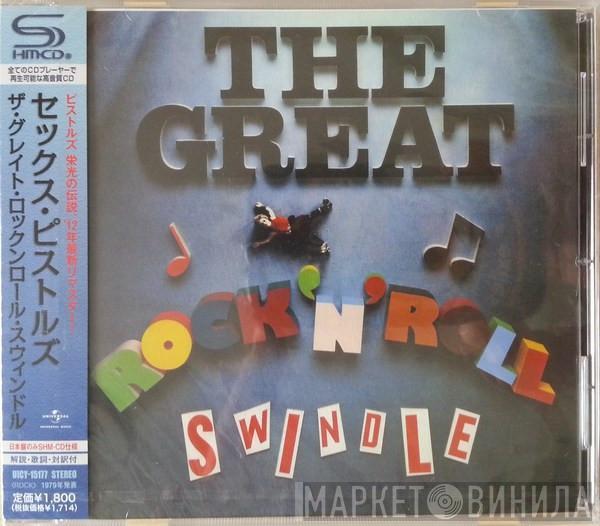 SHM-CD®
全てのCDプレーヤーで
再生可能な高音質CD
ピストルズ 栄光の伝説、'12年最新リマスター!
セックス・ピストルズ
ザ・グレイト・ロックンロール・スウィンドル
UNIVERSAL
UNIVERSAL MUSIC
日本盤のみSHM-CD仕様
解説・歌詞・対訳付
UICY-15177 STEREO
(ROCK) 1979年発表
定価¥1,800
(税抜価格¥1,714)
THE
GREAT
ROCK'N'ROLL
SWINDLE
МАРКЕТ ВИНИЛА